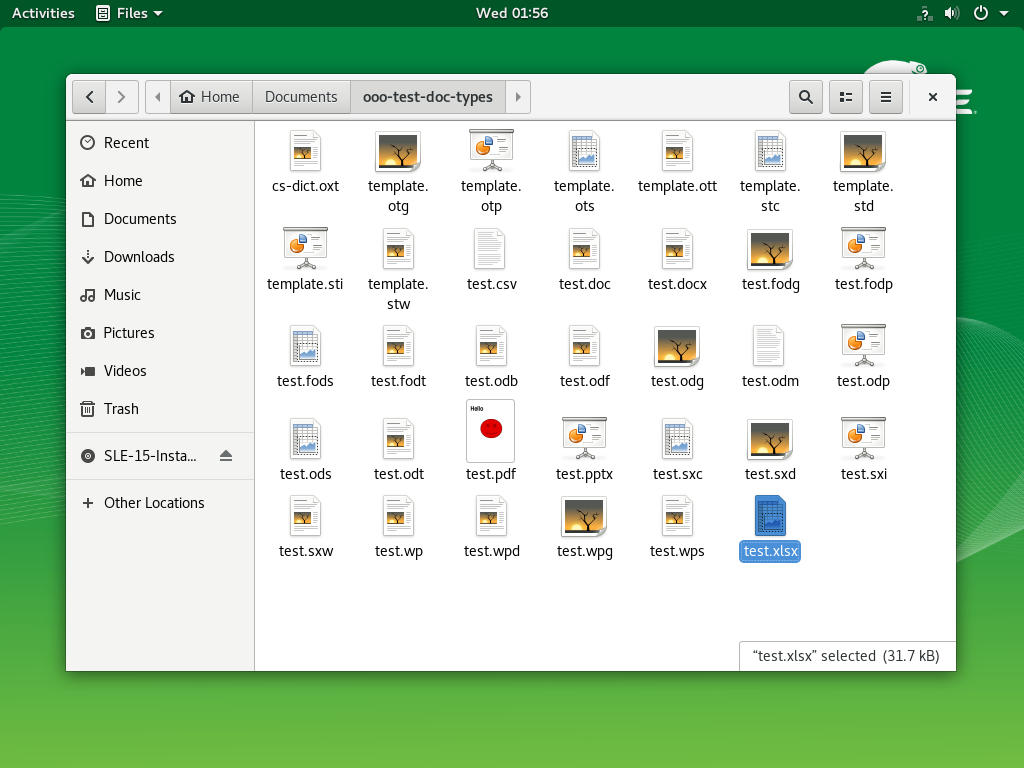 Activities
Files
Wed 01:56
?
Home
Documents
ooo-test-doc-types
Recent
Home
Documents
Downloads
Music
Pictures
Videos
Trash
SLE-15-Insta...
Other Locations
cs-dict.oxt
template.
otg
template.
otp
template.
ots
template.ott
template.
stc
template.
std
template.sti
template.
stw
test.csv
test.doc
test.docx
test.fodg
test.fodp
test.fods
test.fodt
test.odb
test.odf
test.odg
test.odm
test.odp
test.ods
test.odt
Hello
test.pdf
test.pptx
test.sxc
test.sxd
test.sxi
test.sxw
test.wp
test.wpd
test.wpg
test.wps
test.xlsx
“test.xlsx” selected (31.7 kB)
E